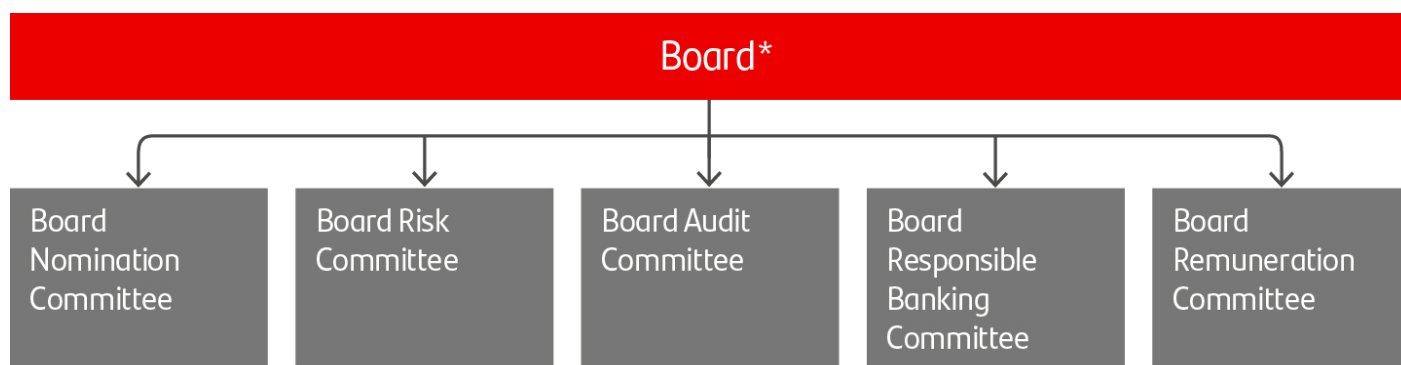 Board*
Board
Nomination
Committee
Board Risk
Committee
Board Audit
Committee
Board
Responsible
Banking
Committee
Board
Remuneration
Committee